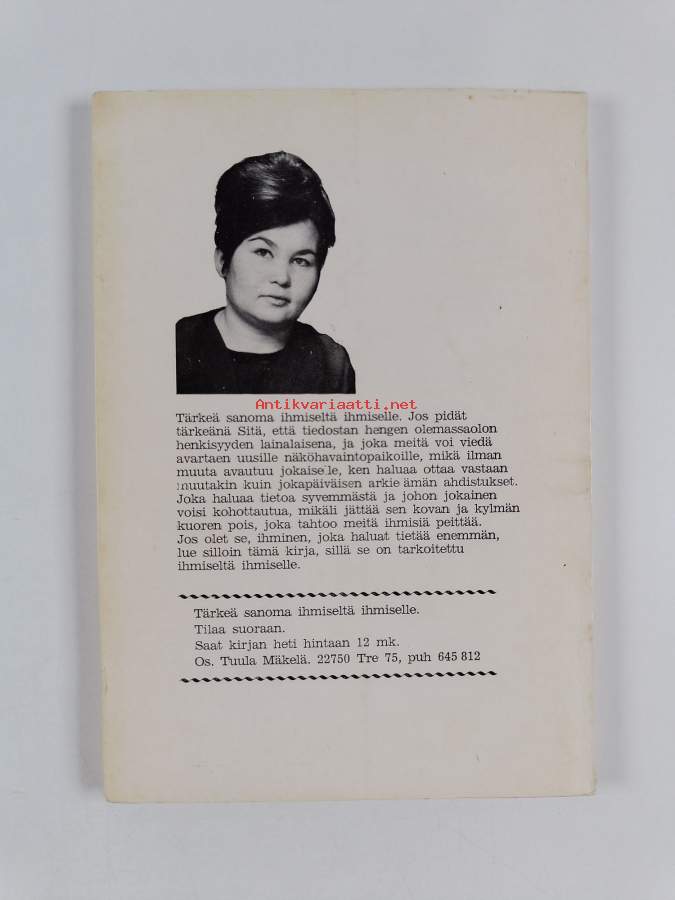 Antikvariaatti.net
Tärkeä sanoma ihmiseltä ihmiselle. Jos pidät
tärkeänä Sitä, että tiedostan hengen olemassaolon
henkisyyden lainalaisena, ja joka meitä voi viedä
avartaen uusille näköhavaintopaikoille, mikä ilman
muuta avautuu jokaiselle, ken haluaa ottaa vastaan
muutakin kuin jokapäiväisen arkielämän ahdistukset.
Joka haluaa tietoa syvemmästä ja johon jokainen
voisi kohottautua, mikäli jättää sen kovan ja kylmän
kuoren pois, joka tahtoo meitä ihmisiä peittää.
Jos olet se, ihminen, joka haluat tietää enemmän,
lue silloin tämä kirja, sillä se on tarkoitettu
ihmiseltä ihmiselle.
Tärkeä sanoma ihmiseltä ihmiselle.
Tilaa suoraan.
Saat kirjan heti hintaan 12 mk.
Os. Tuula Mäkelä. 22750 Tre 75, puh 645 812